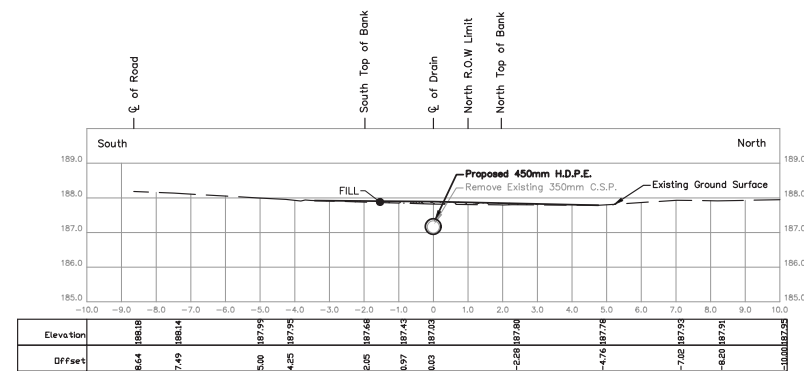 ℄ of Road
South Top of Bank
℄ of Drain
North R.O.W Limit
North Top of Bank
South
North
189.0 189.0
FILL
Proposed 450mm H.D.P.E.
Remove Existing 350mm C.S.P.
Existing Ground Surface
188.0 188.0
187.0 187.0
186.0 186.0
185.0 185.0
-10.0 -9.0 -8.0 -7.0 -6.0 -5.0 -4.0 -3.0 -2.0 -1.0 0 1.0 2.0 3.0 4.0 5.0 6.0 7.0 8.0 9.0 10.0
Elevation 188.18 188.14 187.99 187.95 187.68 187.43 187.03 187.80 187.78 187.93 187.91 187.95
Offset 8.64 7.49 5.00 4.25 2.05 0.97 0.03 -2.28 -4.76 -7.02 -8.20 -10.00